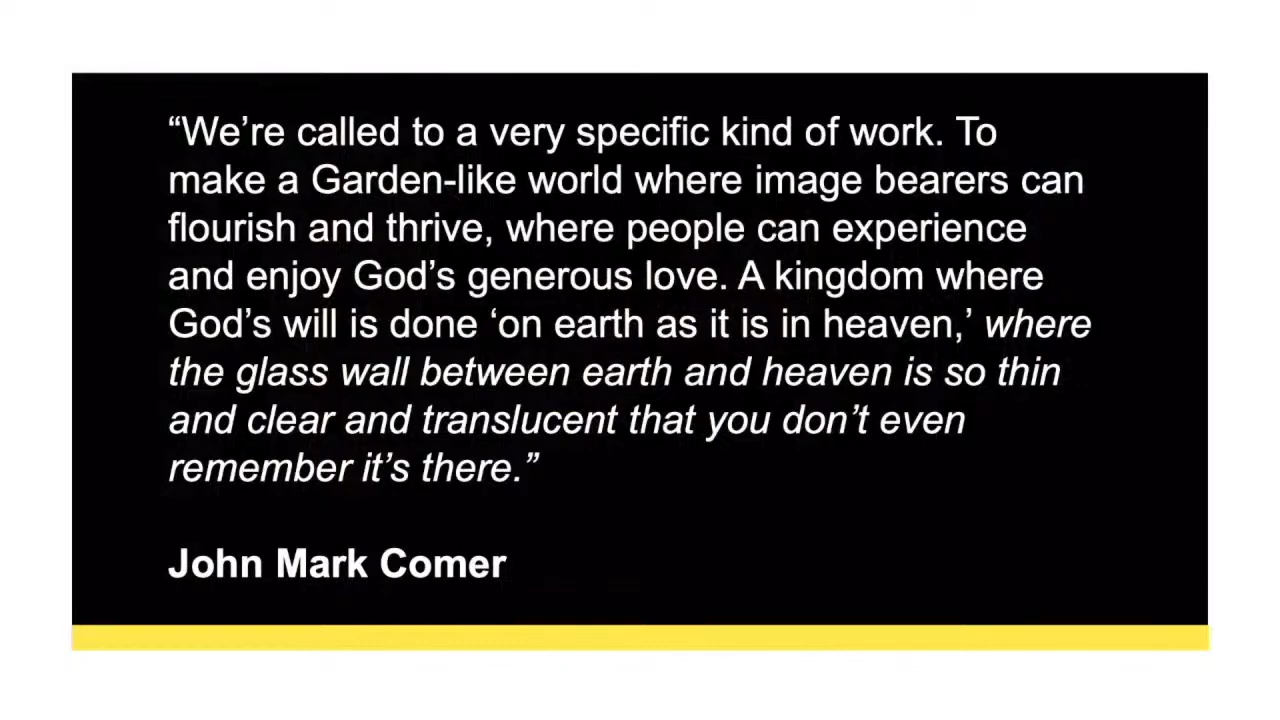 “We’re called to a very specific kind of work. To
make a Garden-like world where image bearers can
flourish and thrive, where people can experience
and enjoy God’s generous love. A kingdom where
God’s will is done ‘on earth as it is in heaven,’ where
the glass wall between earth and heaven is so thin
and clear and translucent that you don’t even
remember it’s there.”
John Mark Comer